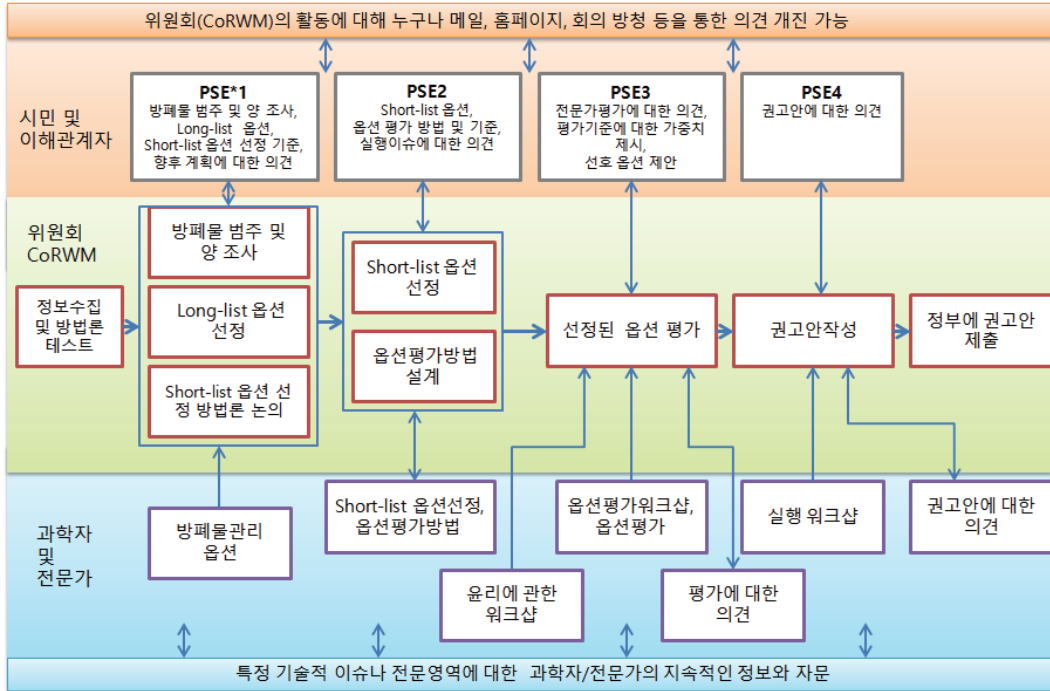 위원회(CoRWM)의 활동에 대해 누구나 메일, 홈페이지, 회의 방청 등을 통한 의견 개진 가능
시민 및
이해관계자
PSE*1
방폐물 범주 및 양 조사,
Long-list 옵션,
Short-list 옵션 선정 기준,
향후 계획에 대한 의견
PSE2
Short-list 옵션,
옵션 평가 방법 및 기준,
실행이슈에 대한 의견
PSE3
전문가평가에 대한 의견,
평가기준에 대한 가중치
제시,
선호 옵션 제안
PSE4
권고안에 대한 의견
위원회
CoRWM
정보수집
및 방법론
테스트
방폐물 범주 및
양 조사
Long-list 옵션
선정
Short-list 옵션 선
정 방법론 논의
Short-list 옵션
선정
옵션평가방법
설계
선정된 옵션 평가
권고안작성
정부에 권고안
제출
과학자
및
전문가
방폐물관리
옵션
Short-list 옵션선정,
옵션평가방법
윤리에 관한
워크샵
옵션평가워크샵,
옵션평가
평가에 대한
의견
실행 워크샵
권고안에 대한
의견
특정 기술적 이슈나 전문영역에 대한 과학자/전문가의 지속적인 정보와 자문